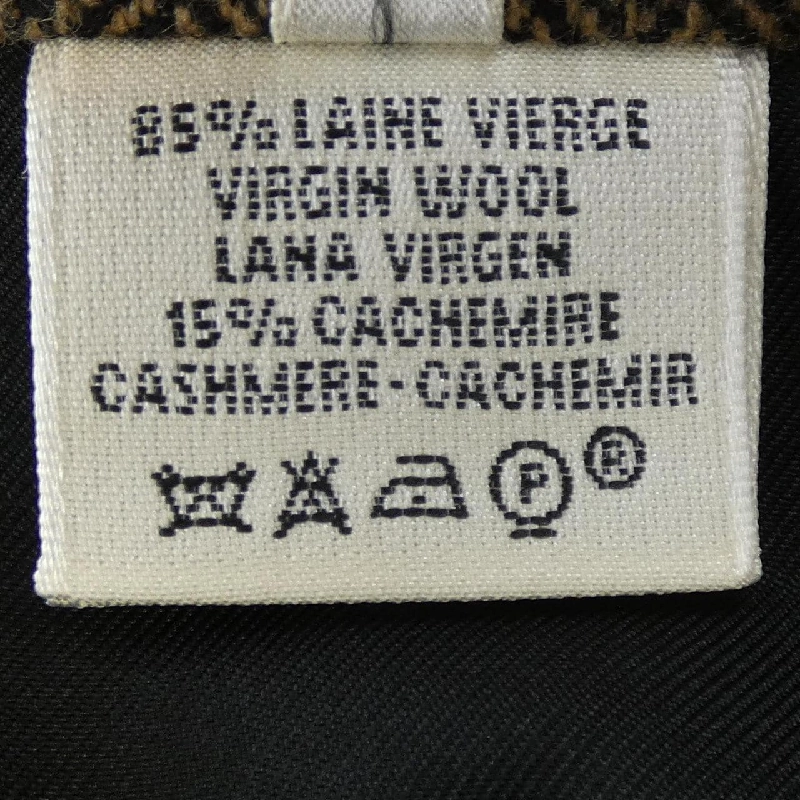 85% LAINE VIERGE
VIRGIN WOOL
LANA VIRGEN
15% CACHEMIRE
CASHMERE-CACHEMIR
P ®